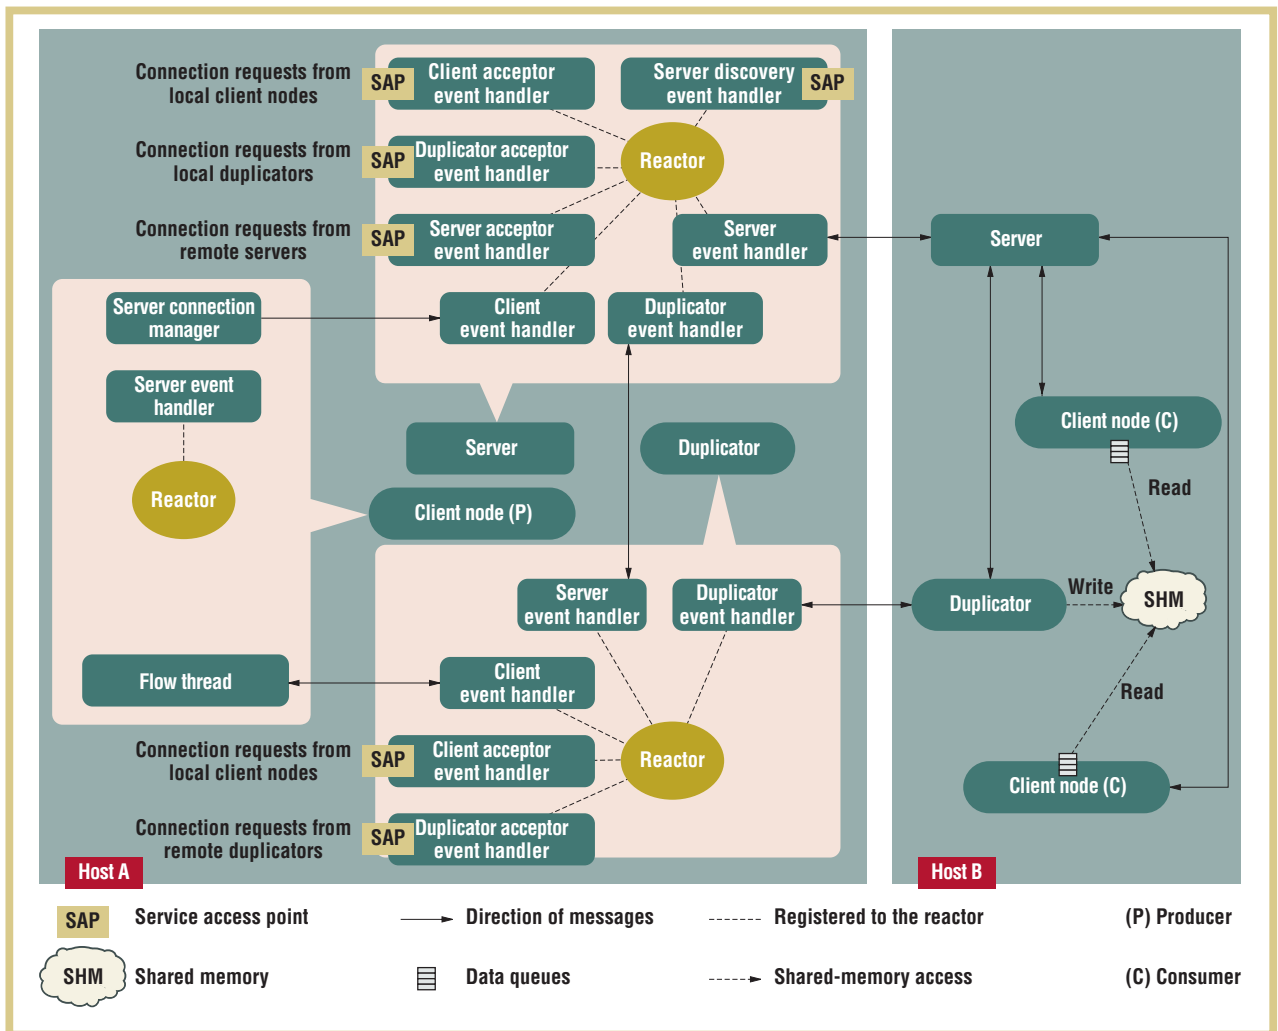 Connection requests from
local client nodes
SAP
Client acceptor
event handler
Server discovery
event handler
SAP
Connection requests from
local duplicators
SAP
Duplicator acceptor
event handler
Reactor
Connection requests from
remote servers
SAP
Server acceptor
event handler
Server
event handler
Server
Server connection
manager
Client
event handler
Duplicator
event handler
Server event
handler
Reactor
Server
Duplicator
Client node (P)
Client node (C)
Read
Server
event handler
Duplicator
event handler
Duplicator
Write
SHM
Flow thread
Client
event handler
Read
Connection requests from
local client nodes
SAP
Client acceptor
event handler
Reactor
Client node (C)
Connection requests from
remote duplicators
SAP
Duplicator acceptor
event handler
Host A
Host B
SAP
Service access point
Direction of messages
Registered to the reactor
(P) Producer
SHM
Shared memory
Data queues
Shared-memory access
(C) Consumer